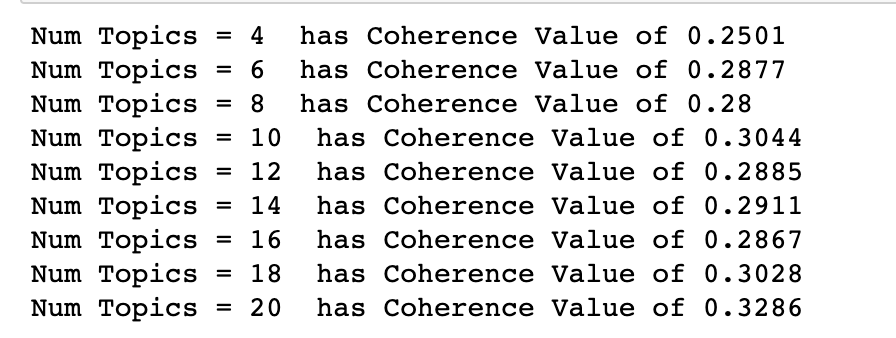 Num Topics = 4  has Coherence Value of 0.2501
Num Topics = 6  has Coherence Value of 0.2877
Num Topics = 8  has Coherence Value of 0.28
Num Topics = 10  has Coherence Value of 0.3044
Num Topics = 12  has Coherence Value of 0.2885
Num Topics = 14  has Coherence Value of 0.2911
Num Topics = 16  has Coherence Value of 0.2867
Num Topics = 18  has Coherence Value of 0.3028
Num Topics = 20  has Coherence Value of 0.3286